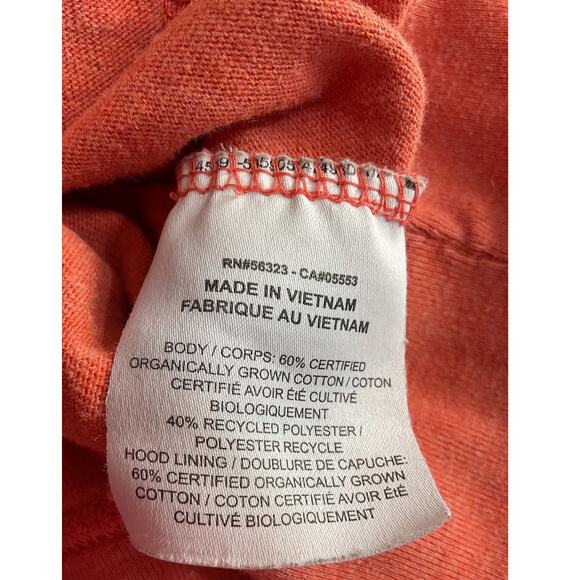 RN#56323 - CA#05553
MADE IN VIETNAM
FABRIQUE AU VIETNAM
BODY / CORPS: 60% CERTIFIED
ORGANICALLY GROWN COTTON / COTON
CERTIFIÉ AVOIR ÉtÉ CULTIVÉ
BIOLOGIQUEMENT
40% RECYCLED POLYESTER /
POLYESTER RECYCLE
HOOD LINING / DOUBLURE DE CAPUCHE:
60% CERTIFIED ORGANICALLY GROWN
COTTON / COTON CERTIFIÉ AVOIR ÉtÉ
CULTIVÉ BIOLOGIQUEMENT